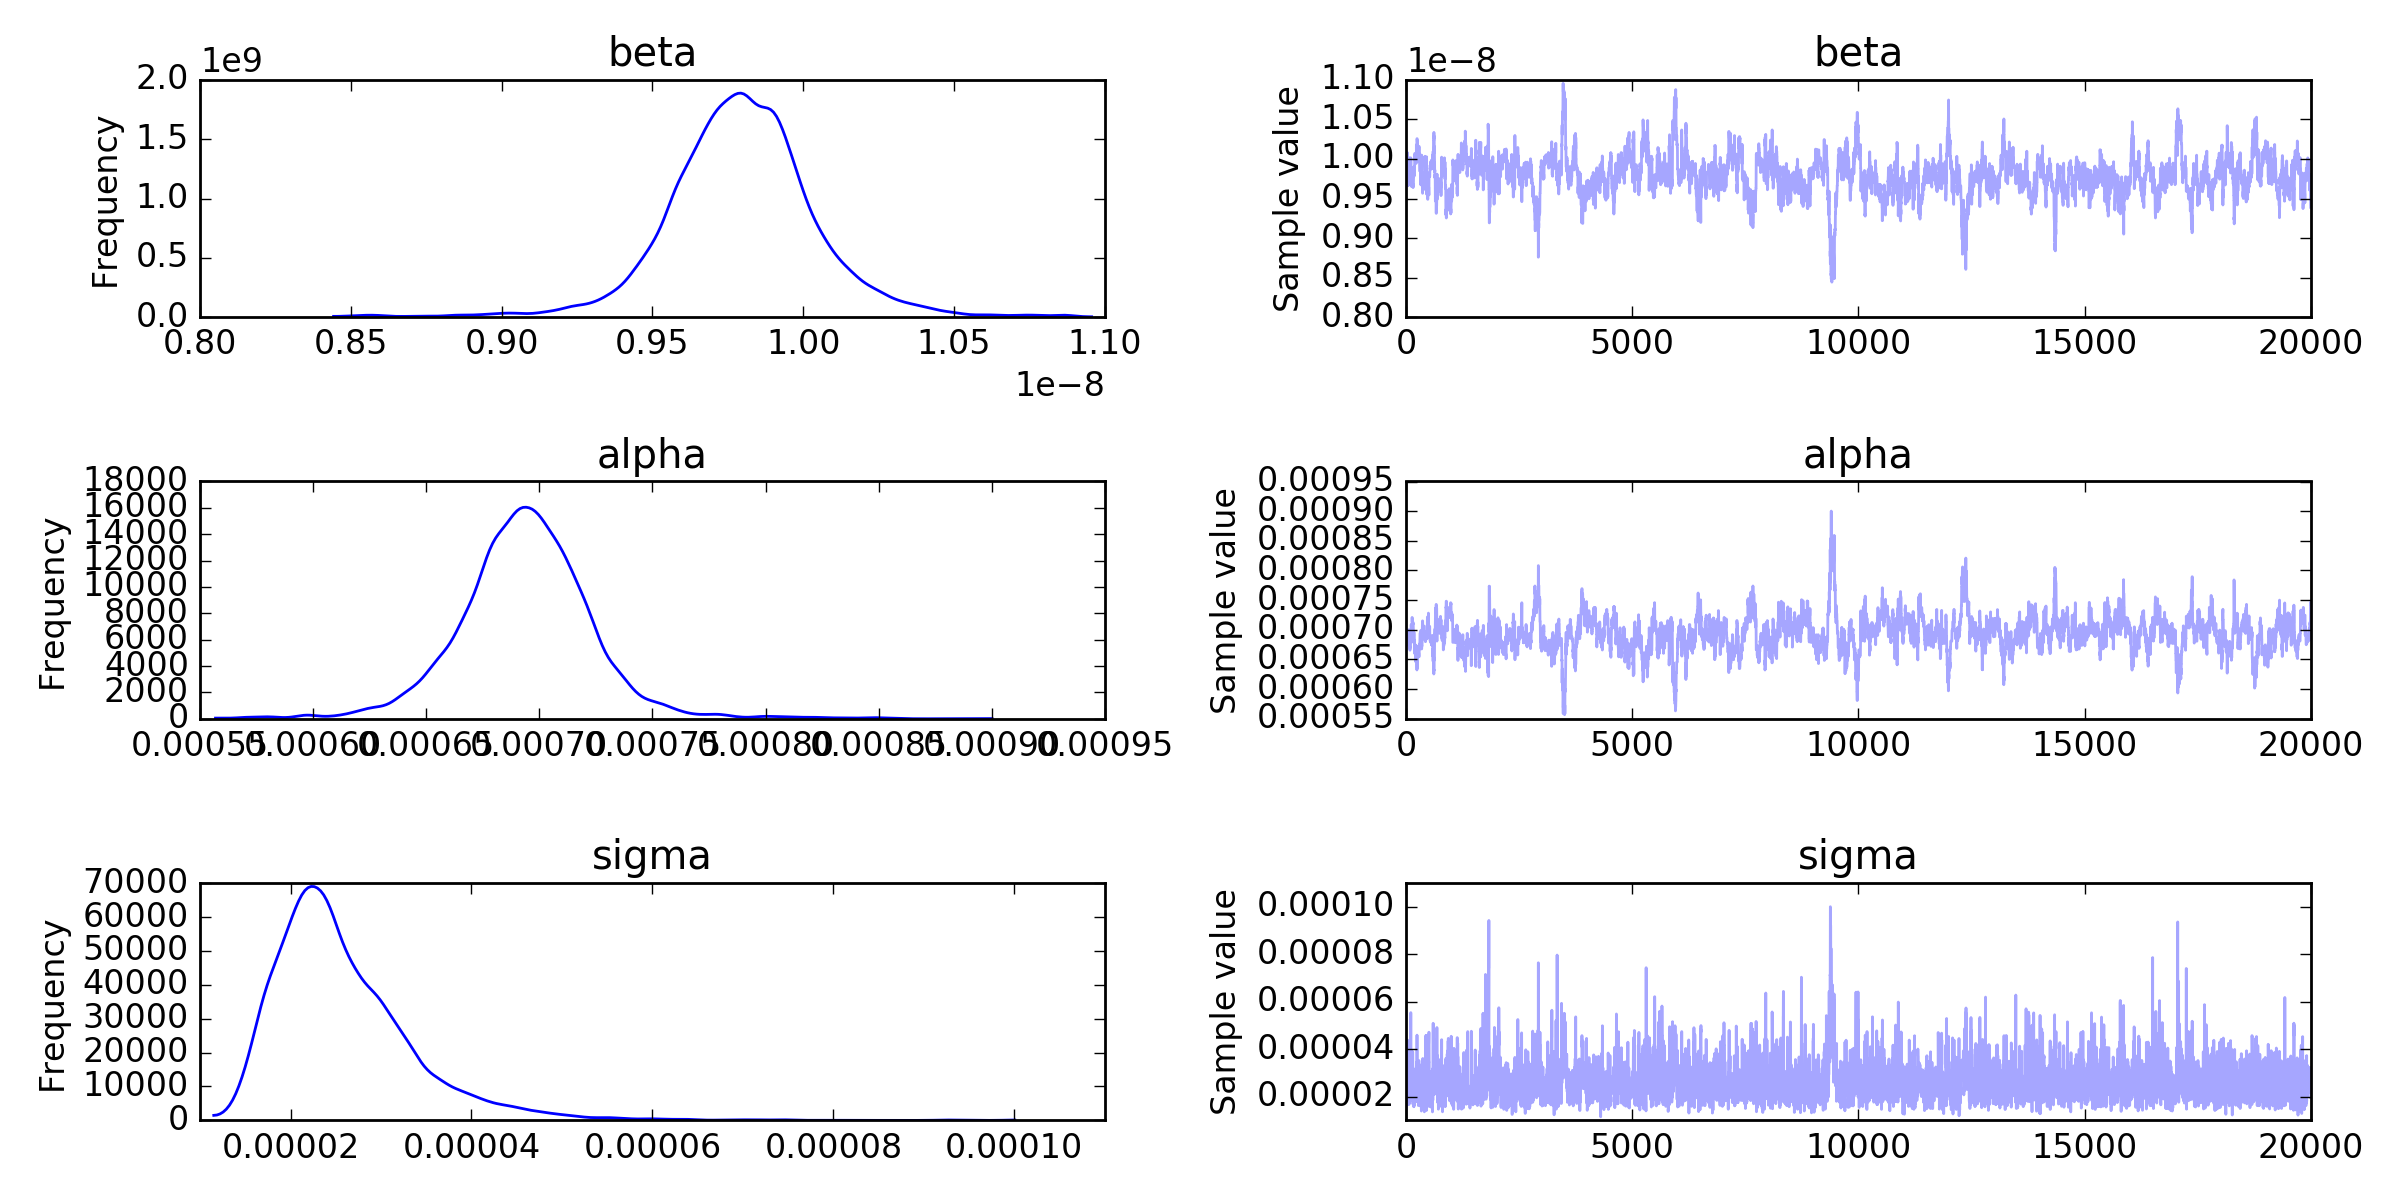 beta
1e9
2.0
1.5
1.0
0.5
0.0
Frequency
0.80 0.85 0.90 0.95 1.00 1.05 1.10
1e−8
beta
1e−8
1.10
1.05
1.00
0.95
0.90
0.85
0.80
Sample value
0 5000 10000 15000 20000
alpha
18000
16000
14000
12000
10000
8000
6000
4000
2000
0
Frequency
0.00055 0.00060 0.00065 0.00070 0.00075 0.00080 0.00085 0.00090 0.00095
alpha
0.00095
0.00090
0.00085
0.00080
0.00075
0.00070
0.00065
0.00060
0.00055
Sample value
0 5000 10000 15000 20000
sigma
70000
60000
50000
40000
30000
20000
10000
0
Frequency
0.00002 0.00004 0.00006 0.00008 0.00010
sigma
0.00010
0.00008
0.00006
0.00004
0.00002
Sample value
0 5000 10000 15000 20000